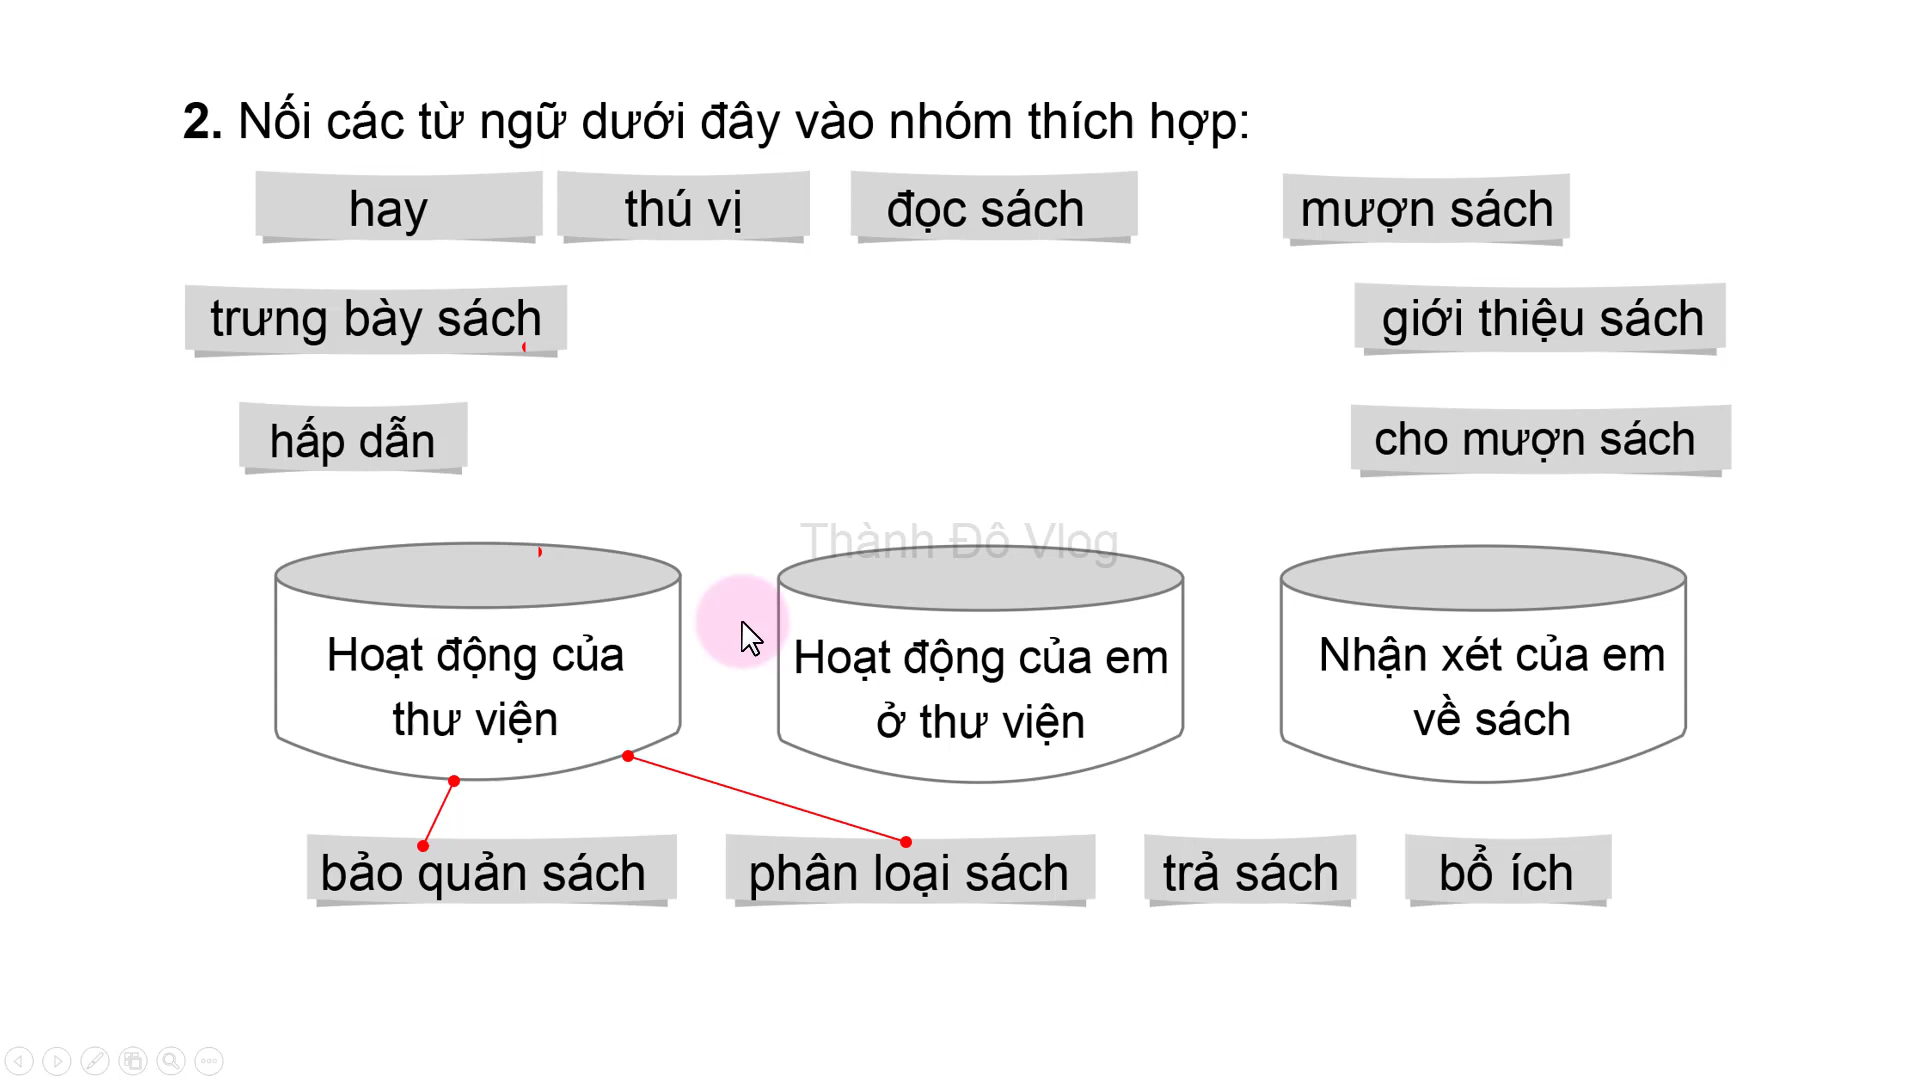 2. Nối các từ ngữ dưới đây vào nhóm thích hợp:
hay
thú vị
đọc sách
mượn sách
trưng bày sách
giới thiệu sách
hấp dẫn
cho mượn sách
Thành Đô Vlog
Hoạt động của
thư viện
Hoạt động của em
ở thư viện
Nhận xét của em
về sách
bảo quản sách
phân loại sách
trả sách
bổ ích